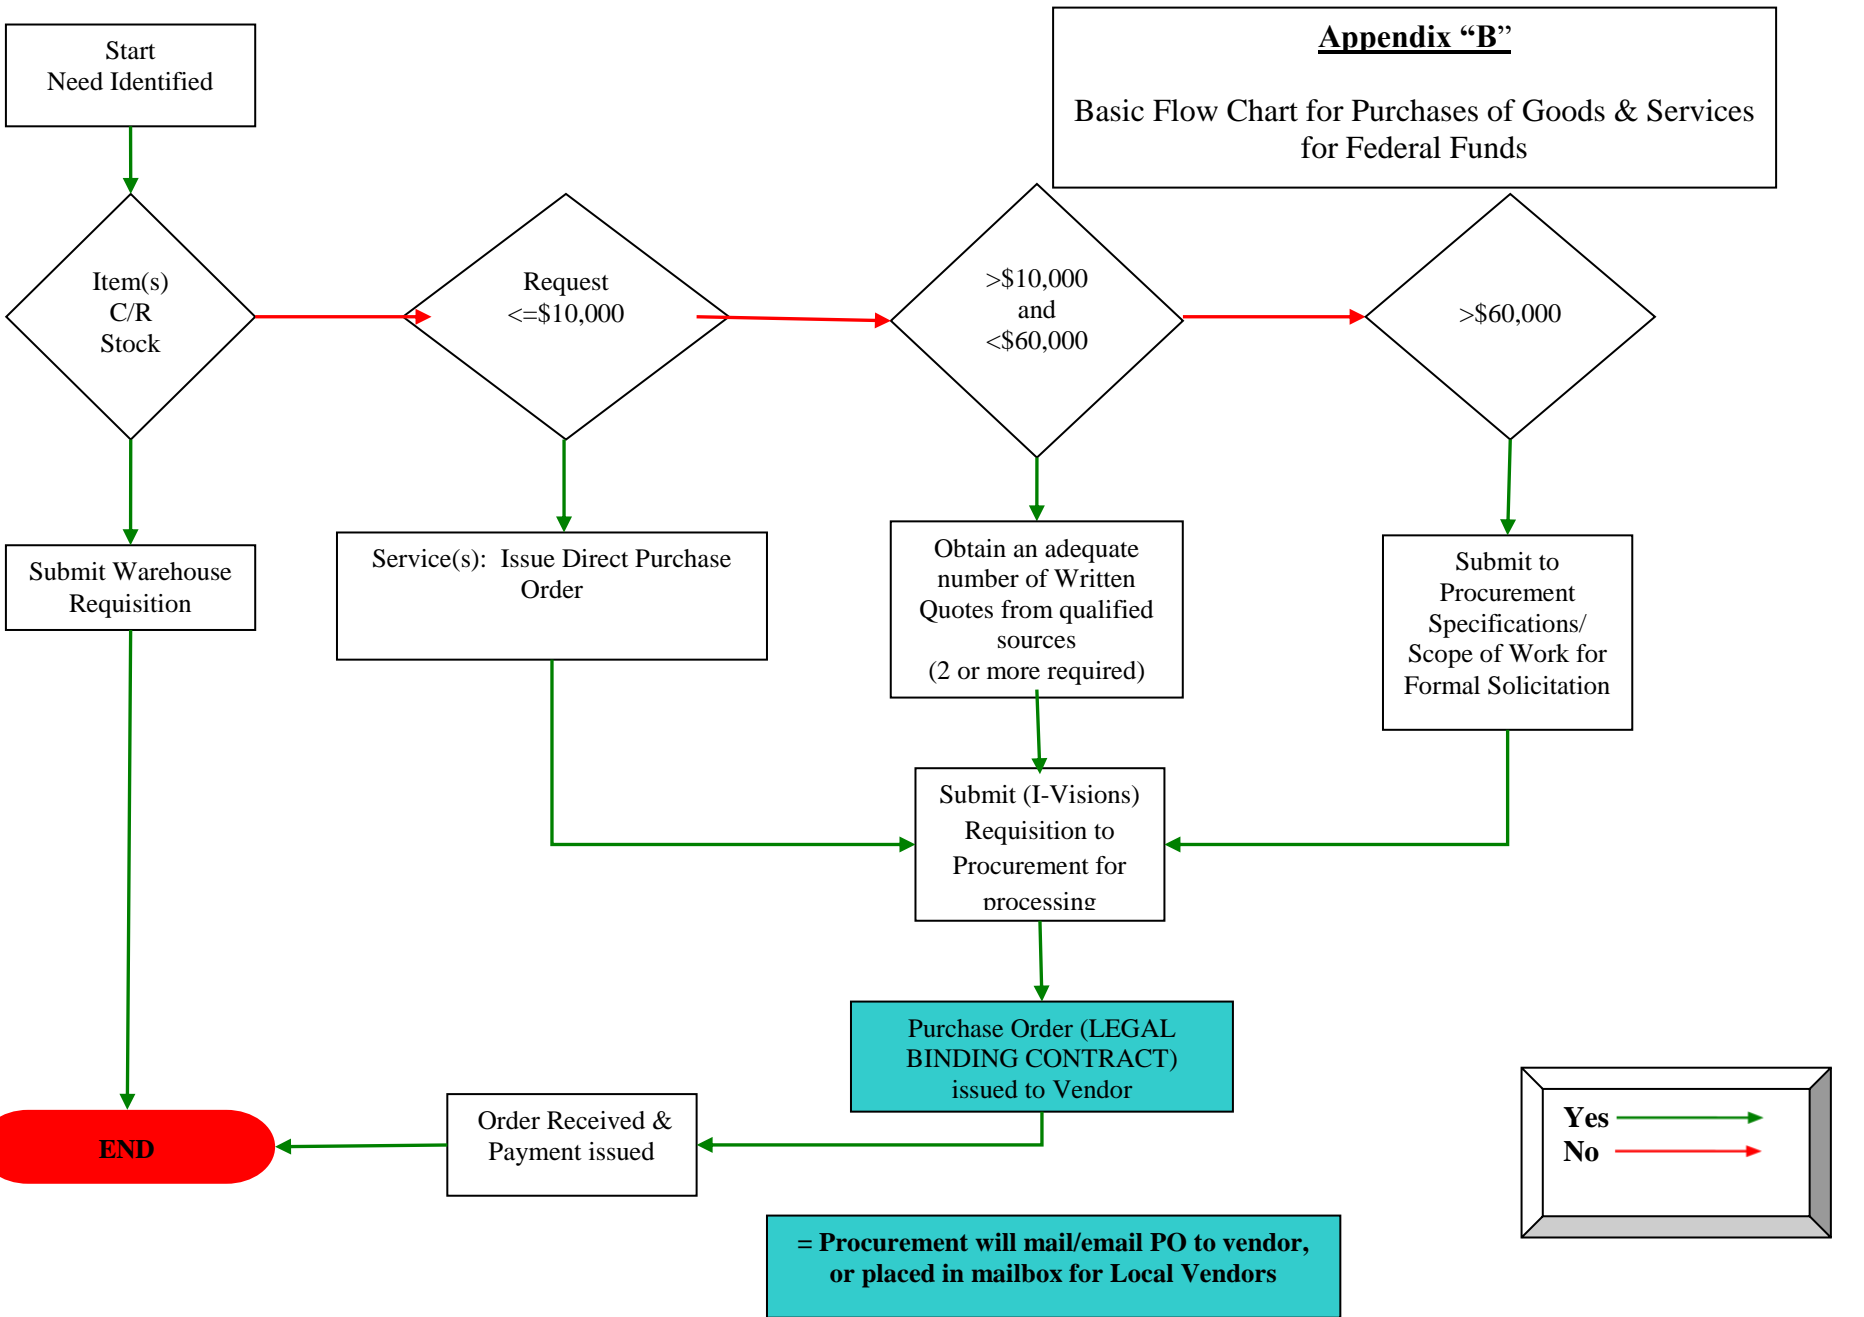 Start
Need Identified
Appendix “B”
Basic Flow Chart for Purchases of Goods & Services
for Federal Funds
Item(s)
C/R
Stock
Request
<=$10,000
>$10,000
and
<$60,000
>$60,000
Submit Warehouse
Requisition
Service(s):  Issue Direct Purchase
Order
Obtain an adequate
number of Written
Quotes from qualified
sources
(2 or more required)
Submit to
Procurement
Specifications/
Scope of Work for
Formal Solicitation
Submit (I-Visions)
Requisition to
Procurement for
processing
Purchase Order (LEGAL
BINDING CONTRACT)
issued to Vendor
Order Received &
Payment issued
END
Yes
No
= Procurement will mail/email PO to vendor,
or placed in mailbox for Local Vendors